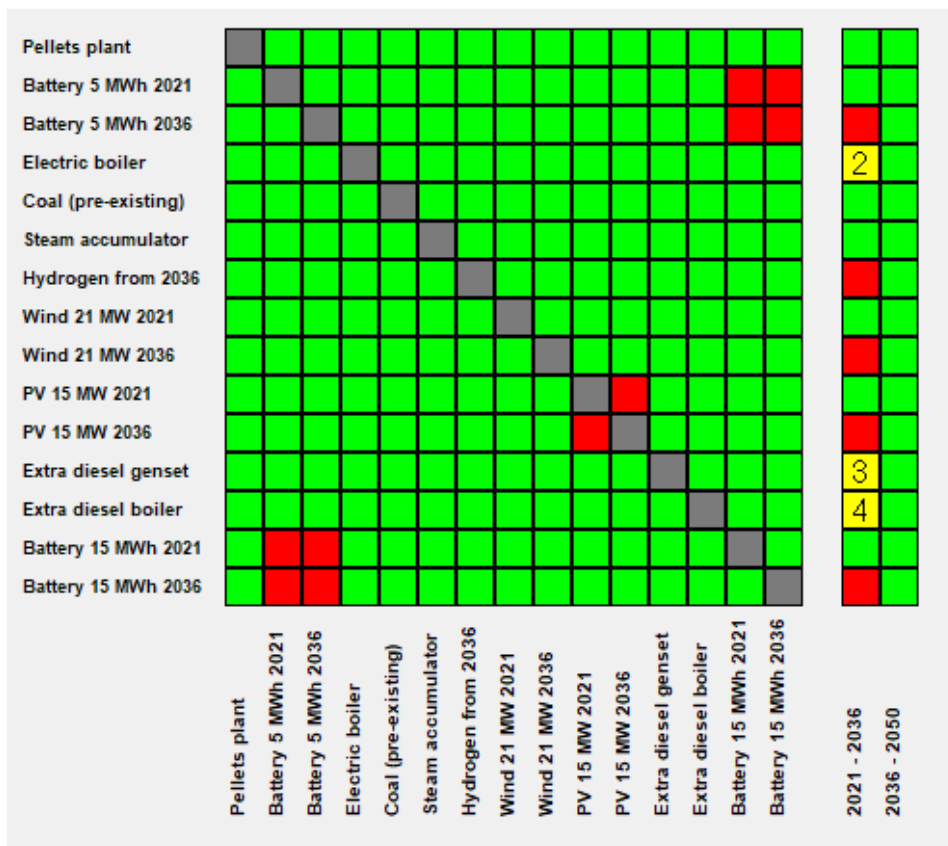 Pellets plant
Battery 5 MWh 2021
Battery 5 MWh 2036
Electric boiler
2
Coal (pre-existing)
Steam accumulator
Hydrogen from 2036
Wind 21 MW 2021
Wind 21 MW 2036
PV 15 MW 2021
PV 15 MW 2036
Extra diesel genset
3
Extra diesel boiler
4
Battery 15 MWh 2021
Battery 15 MWh 2036
Pellets plant
Battery 5 MWh 2021
Battery 5 MWh 2036
Electric boiler
Coal (pre-existing)
Steam accumulator
Hydrogen from 2036
Wind 21 MW 2021
Wind 21 MW 2036
PV 15 MW 2021
PV 15 MW 2036
Extra diesel genset
Extra diesel boiler
Battery 15 MWh 2021
Battery 15 MWh 2036
2021 - 2036
2036 - 2050